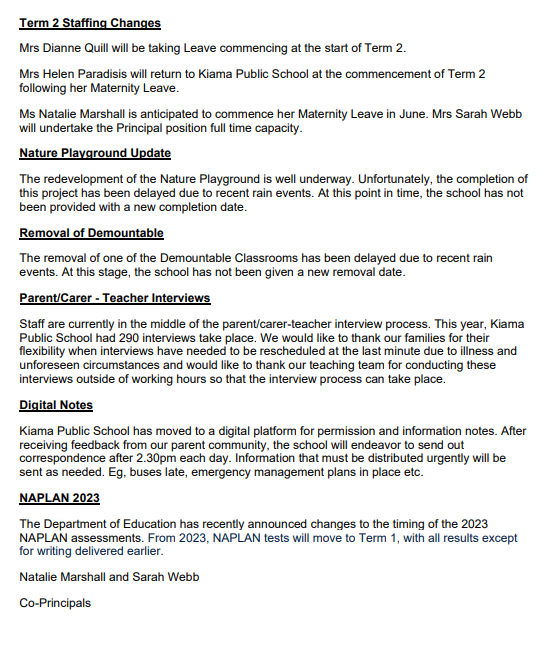 Term 2 Staffing Changes
Mrs Dianne Quill will be taking Leave commencing at the start of Term 2.
Mrs Helen Paradisis will return to Kiama Public School at the commencement of Term 2
following her Maternity Leave.
Ms Natalie Marshall is anticipated to commence her Maternity Leave in June. Mrs Sarah Webb
will undertake the Principal position full time capacity.
Nature Playground Update
The redevelopment of the Nature Playground is well underway. Unfortunately, the completion of
this project has been delayed due to recent rain events. At this point in time, the school has not
been provided with a new completion date.
Removal of Demountable
The removal of one of the Demountable Classrooms has been delayed due to recent rain
events. At this stage, the school has not been given a new removal date.
Parent/Carer - Teacher Interviews
Staff are currently in the middle of the parent/carer-teacher interview process. This year, Kiama
Public School had 290 interviews take place. We would like to thank our families for their
flexibility when interviews have needed to be rescheduled at the last minute due to illness and
unforeseen circumstances and would like to thank our teaching team for conducting these
interviews outside of working hours so that the interview process can take place.
Digital Notes
Kiama Public School has moved to a digital platform for permission and information notes. After
receiving feedback from our parent community, the school will endeavor to send out
correspondence after 2.30pm each day. Information that must be distributed urgently will be
sent as needed. Eg, buses late, emergency management plans in place etc.
NAPLAN 2023
The Department of Education has recently announced changes to the timing of the 2023
NAPLAN assessments. From 2023, NAPLAN tests will move to Term 1, with all results except
for writing delivered earlier.
Natalie Marshall and Sarah Webb
Co-Principals